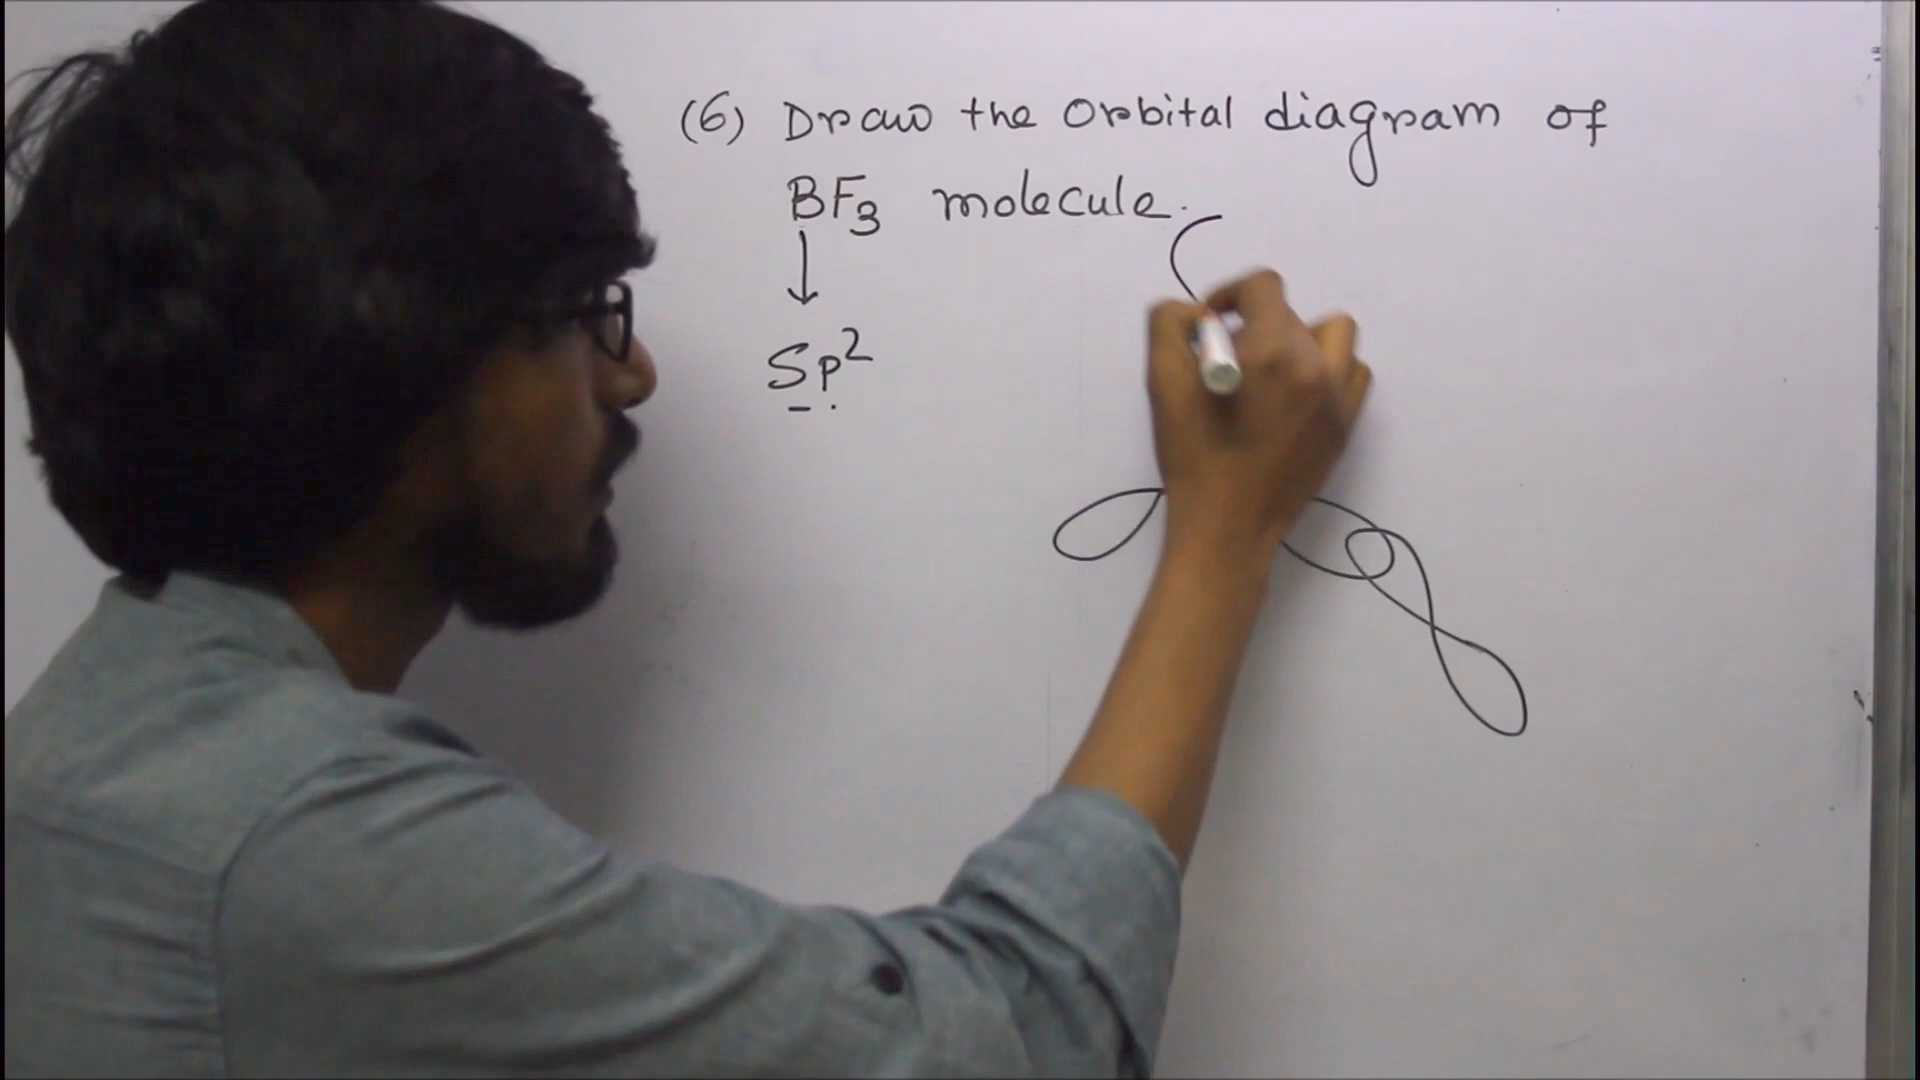 (6) Draw the Orbital diagram of
BF3 molecule.
Sp2